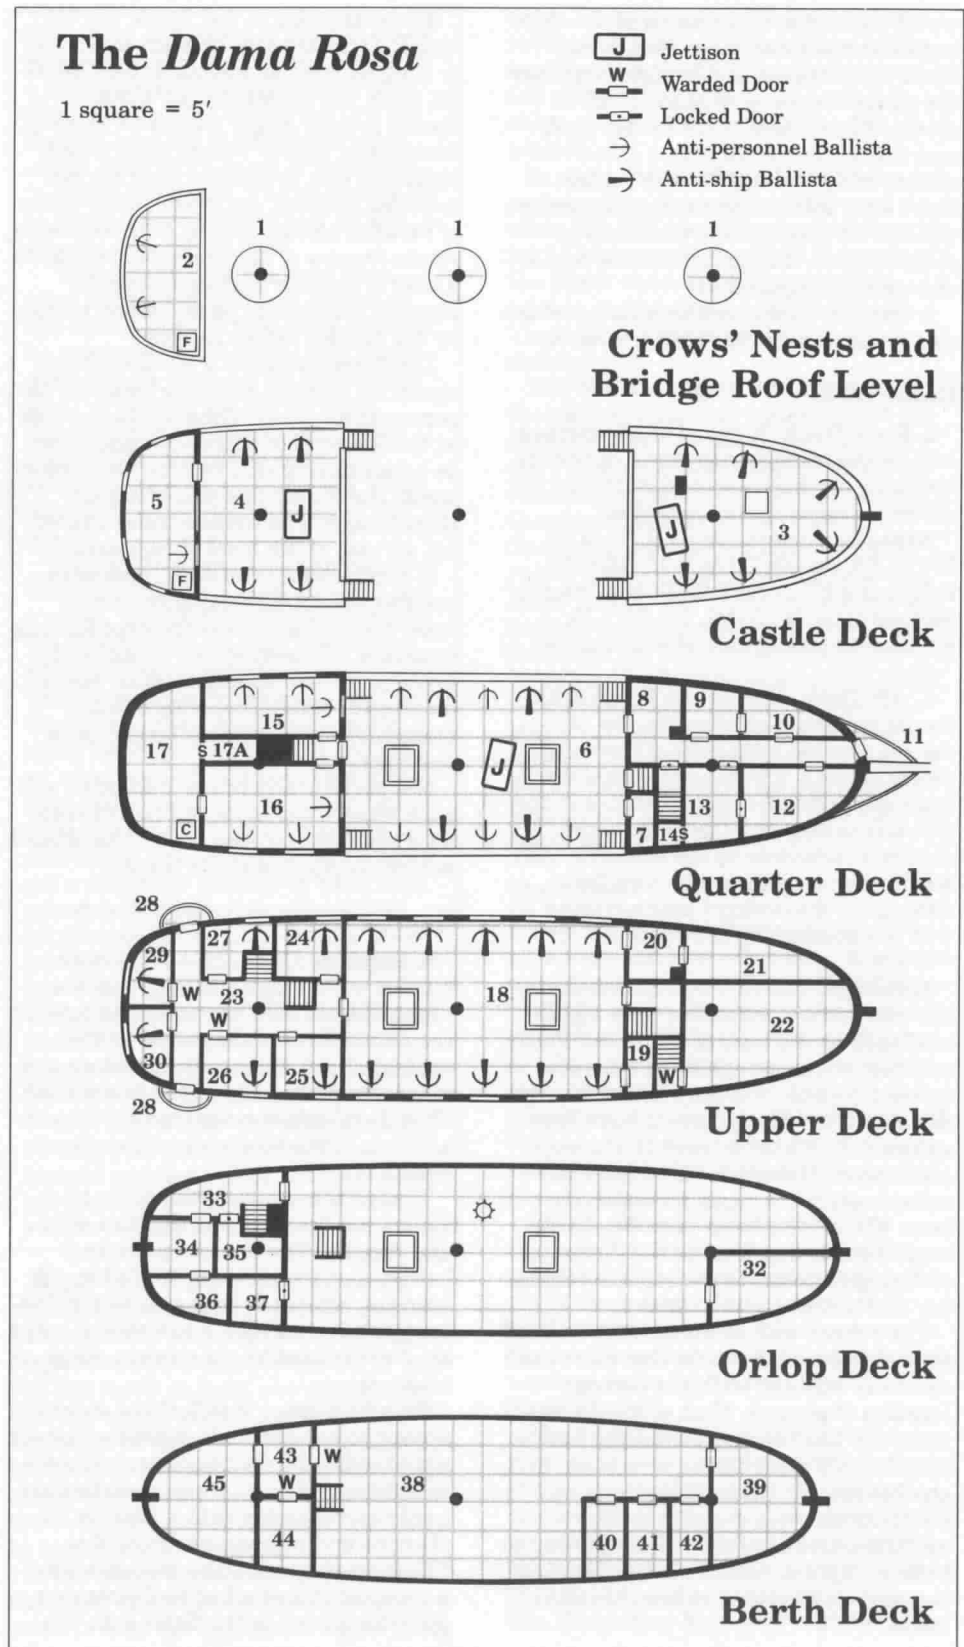 The Dama Rosa
1 square = 5'
J Jettison
W Warded Door
Locked Door
Anti-personnel Ballista
Anti-ship Ballista
2
F
1
1
1
Crows' Nests and
Bridge Roof Level
5
4
J
F
J
3
Castle Deck
17
S
17A
15
16
C
6
J
8
9
10
11
7
14
S
13
12
Quarter Deck
28
29
27
24
W
23
18
20
21
22
W
30
26
25
19
W
28
Upper Deck
33
34
35
36
37
32
Orlop Deck
45
43
W
W
44
38
39
40
41
42
Berth Deck